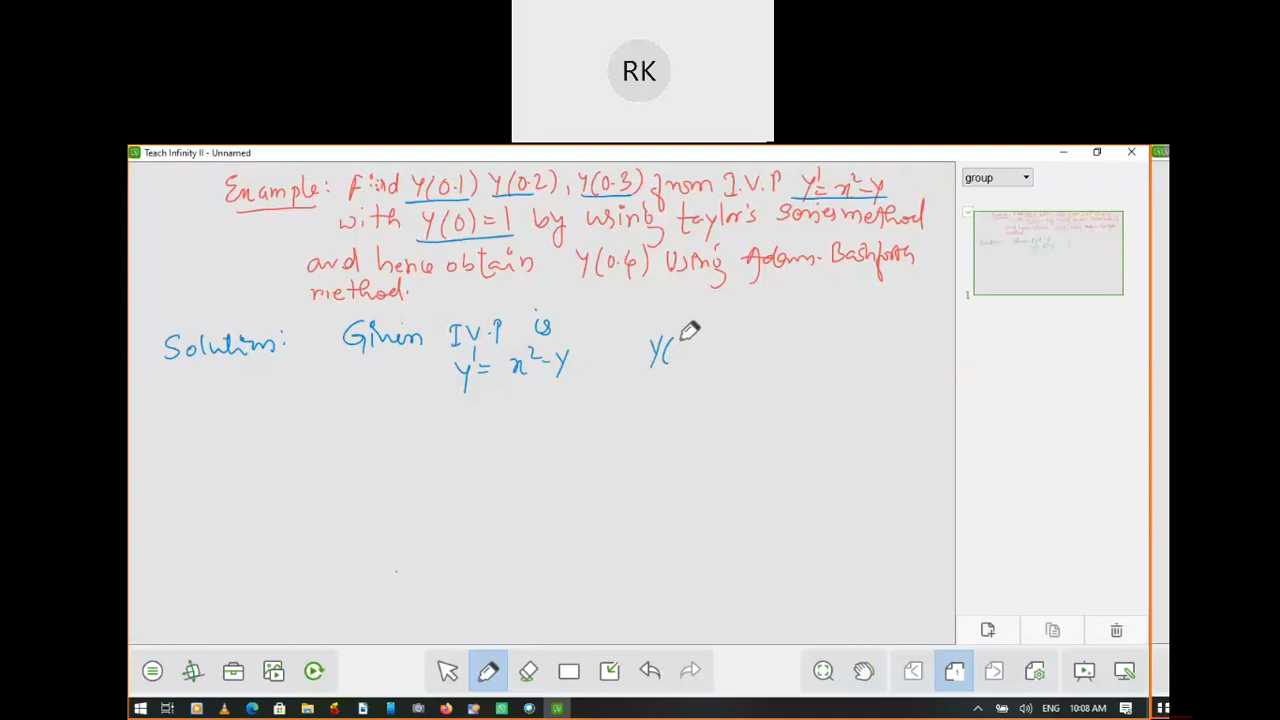 RK
Teach Infinity II - Unnamed
group
Example: Find Y(0.1) Y(0.2), Y(0.3) from I.V.P y' = x² - y
with Y(0) = 1 by using taylor's Series method
and hence obtain Y(0.4) Using Adams-Bashforth
method.
Solution: Given I.V.P is
y' = x² - y y(
1
ENG 10:08 AM